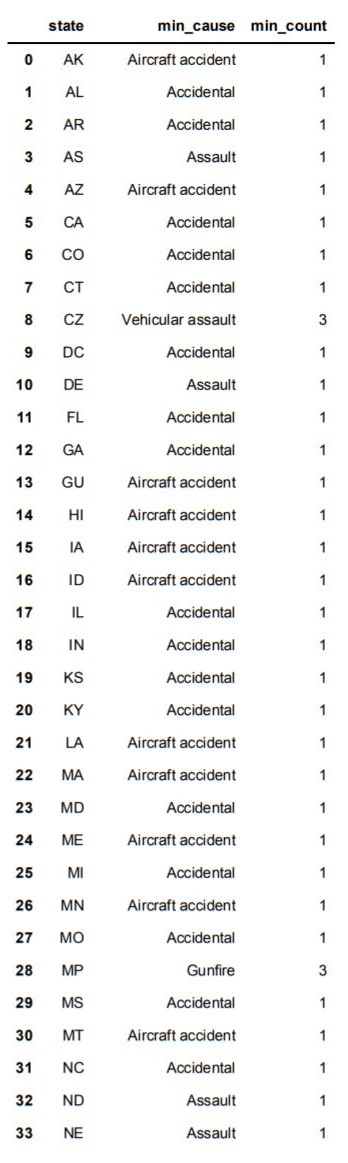 state min_cause min_count
0 AK Aircraft accident 1
1 AL Accidental 1
2 AR Accidental 1
3 AS Assault 1
4 AZ Aircraft accident 1
5 CA Accidental 1
6 CO Accidental 1
7 CT Accidental 1
8 CZ Vehicular assault 3
9 DC Accidental 1
10 DE Assault 1
11 FL Accidental 1
12 GA Accidental 1
13 GU Aircraft accident 1
14 HI Aircraft accident 1
15 IA Aircraft accident 1
16 ID Aircraft accident 1
17 IL Accidental 1
18 IN Accidental 1
19 KS Accidental 1
20 KY Accidental 1
21 LA Aircraft accident 1
22 MA Aircraft accident 1
23 MD Accidental 1
24 ME Aircraft accident 1
25 MI Accidental 1
26 MN Aircraft accident 1
27 MO Accidental 1
28 MP Gunfire 3
29 MS Accidental 1
30 MT Aircraft accident 1
31 NC Accidental 1
32 ND Assault 1
33 NE Assault 1